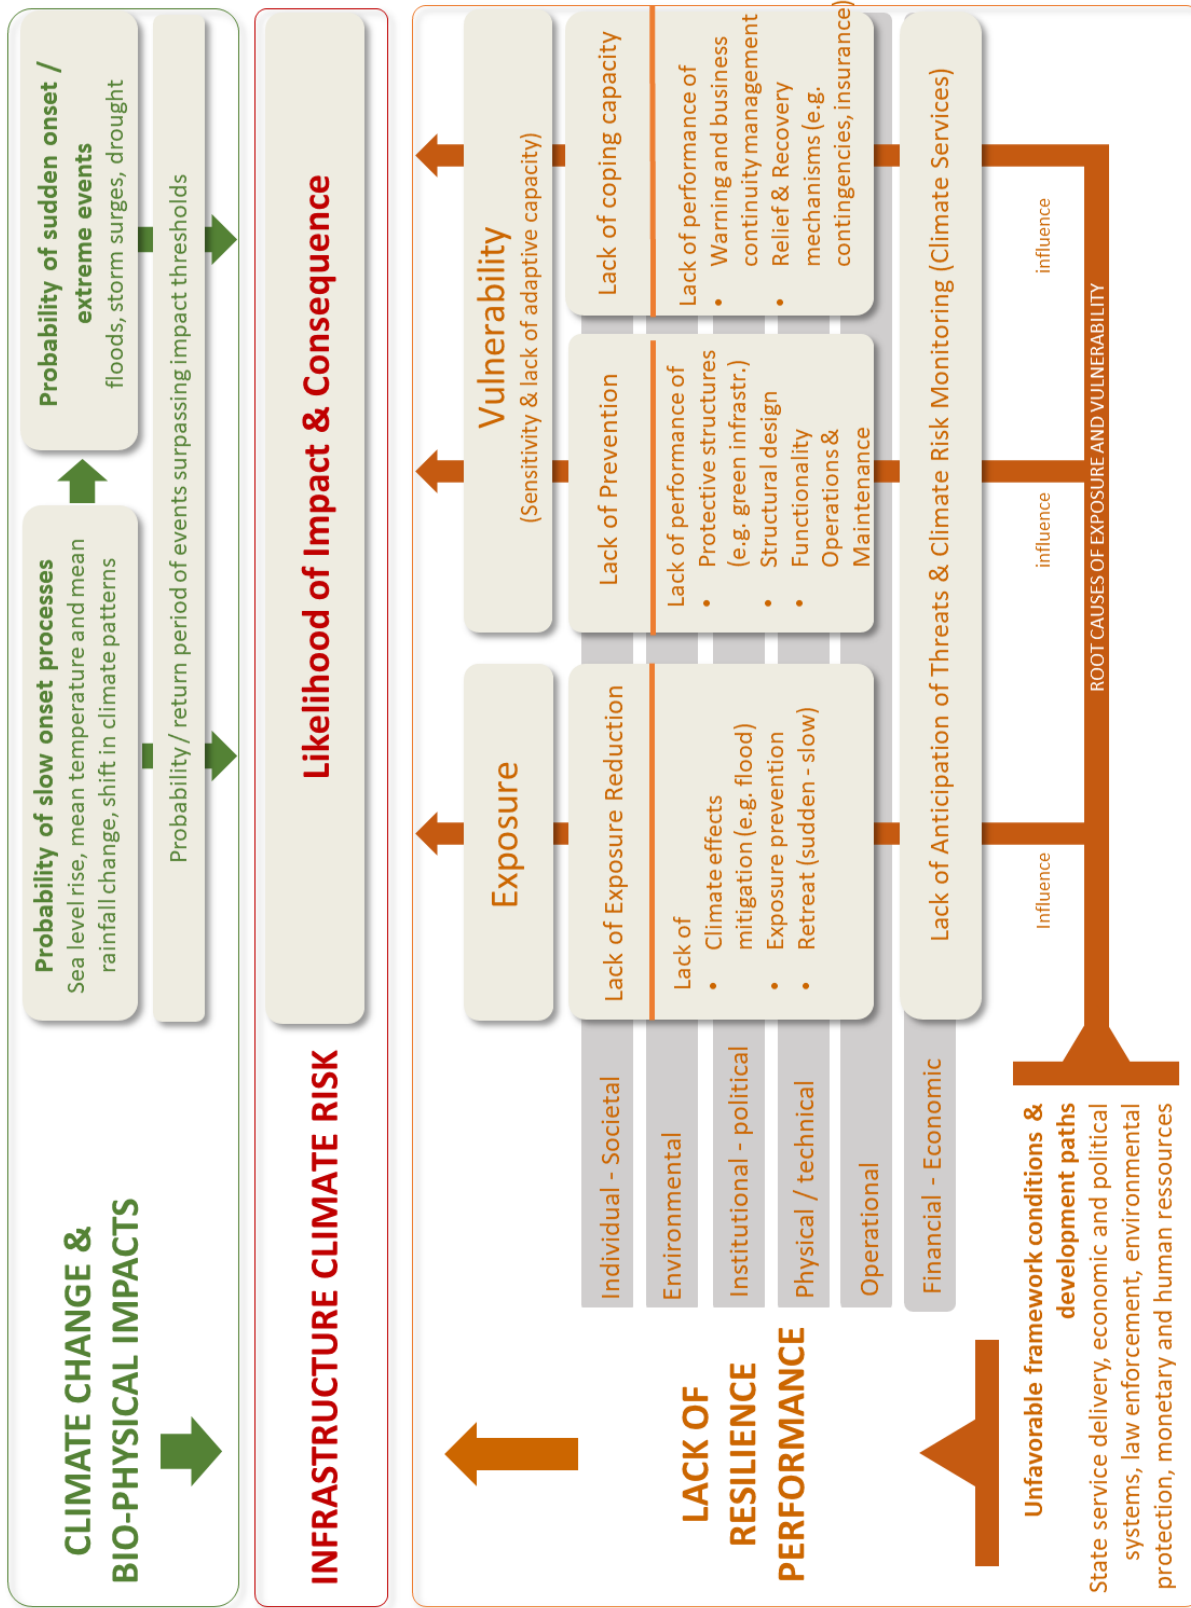 CLIMATE CHANGE &
BIO-PHYSICAL IMPACTS
Probability of slow onset processes
Sea level rise, mean temperature and mean
rainfall change, shift in climate patterns
Probability of sudden onset /
extreme events
floods, storm surges, drought
Probability / return period of events surpassing impact thresholds
INFRASTRUCTURE CLIMATE RISK
Likelihood of Impact & Consequence
LACK OF
RESILIENCE
PERFORMANCE
Exposure
Vulnerability
(Sensitivity & lack of adaptive capacity)
Individual - Societal
Environmental
Institutional - political
Physical / technical
Operational
Financial - Economic
Lack of Exposure Reduction
Lack of
• Climate effects
mitigation (e.g. flood)
• Exposure prevention
• Retreat (sudden - slow)
Lack of Prevention
Lack of performance of
• Protective structures
(e.g. green infrastr.)
• Structural design
• Functionality
Operations &
Maintenance
Lack of coping capacity
Lack of performance of
• Warning and business
continuity management
• Relief & Recovery
mechanisms (e.g.
contingencies, insurance)
Lack of Anticipation of Threats & Climate Risk Monitoring (Climate Services)
Influence
influence
influence
ROOT CAUSES OF EXPOSURE AND VULNERABILITY
Unfavorable framework conditions &
development paths
State service delivery, economic and political
systems, law enforcement, environmental
protection, monetary and human ressources